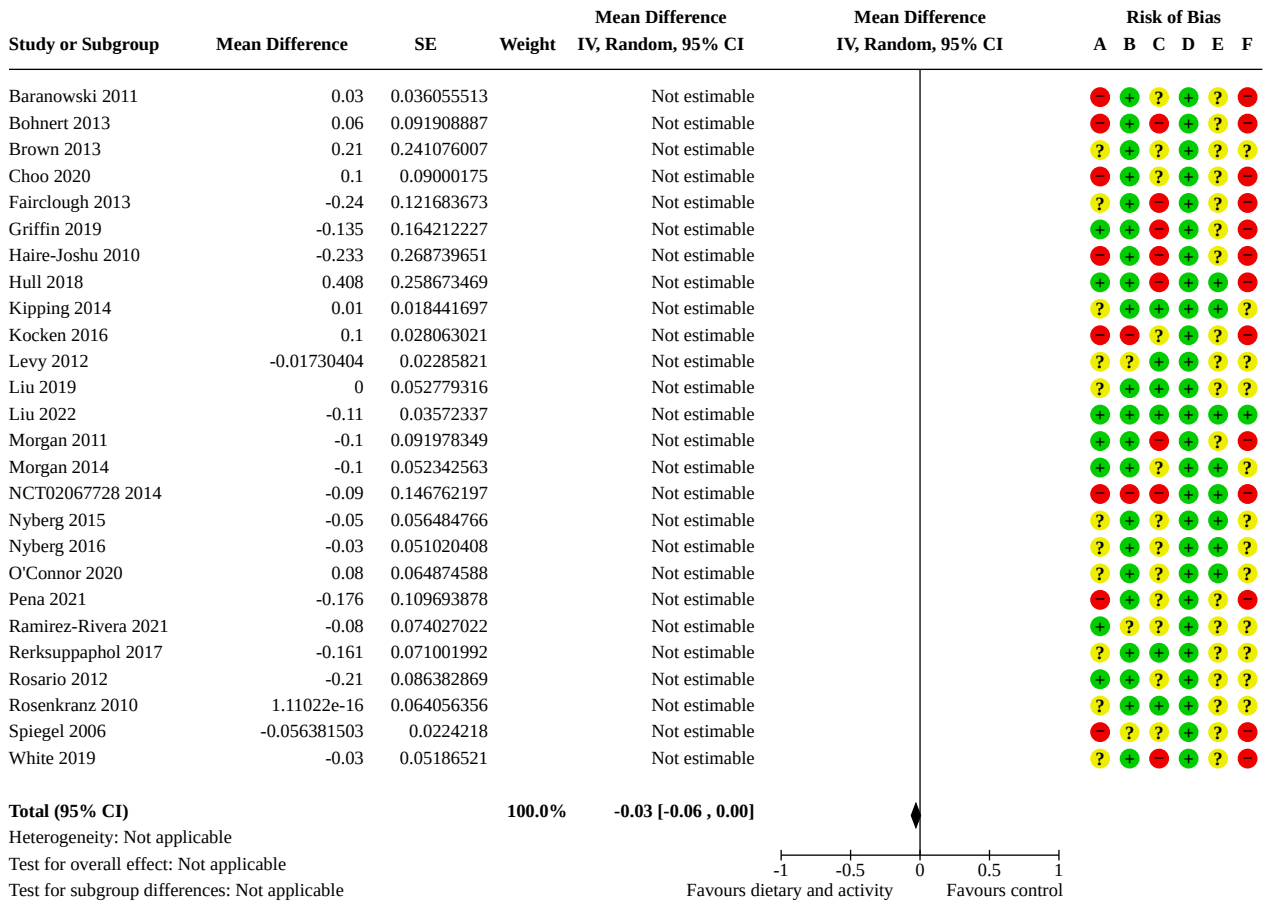 Mean Difference Mean Difference Risk of Bias
Study or Subgroup Mean Difference SE Weight IV, Random, 95% CI IV, Random, 95% CI A B C D E F
Baranowski 2011 0.03 0.036055513 Not estimable − + ? + ? −
Bohnert 2013 0.06 0.091908887 Not estimable − + − + ? −
Brown 2013 0.21 0.241076007 Not estimable ? + ? + ? ?
Choo 2020 0.1 0.09000175 Not estimable − + ? + ? −
Fairclough 2013 -0.24 0.121683673 Not estimable ? + − + ? −
Griffin 2019 -0.135 0.164212227 Not estimable + + − + ? −
Haire-Joshu 2010 -0.233 0.268739651 Not estimable − + − + ? −
Hull 2018 0.408 0.258673469 Not estimable + + − + + −
Kipping 2014 0.01 0.018441697 Not estimable ? + + + + ?
Kocken 2016 0.1 0.028063021 Not estimable − − ? + ? −
Levy 2012 -0.01730404 0.02285821 Not estimable ? ? + + ? ?
Liu 2019 0 0.052779316 Not estimable ? + + + ? ?
Liu 2022 -0.11 0.03572337 Not estimable + + + + + +
Morgan 2011 -0.1 0.091978349 Not estimable + + − + ? −
Morgan 2014 -0.1 0.052342563 Not estimable + + ? + + ?
NCT02067728 2014 -0.09 0.146762197 Not estimable − − − + + −
Nyberg 2015 -0.05 0.056484766 Not estimable ? + ? + + ?
Nyberg 2016 -0.03 0.051020408 Not estimable ? + ? + + ?
O'Connor 2020 0.08 0.064874588 Not estimable ? + ? + + ?
Pena 2021 -0.176 0.109693878 Not estimable − + ? + ? −
Ramirez-Rivera 2021 -0.08 0.074027022 Not estimable + ? ? + ? ?
Rerksuppaphol 2017 -0.161 0.071001992 Not estimable ? + + + ? ?
Rosario 2012 -0.21 0.086382869 Not estimable + + ? + ? ?
Rosenkranz 2010 1.11022e-16 0.064056356 Not estimable ? + + + ? ?
Spiegel 2006 -0.056381503 0.0224218 Not estimable − ? ? + ? −
White 2019 -0.03 0.05186521 Not estimable ? + − + ? −
Total (95% CI) 100.0% -0.03 [-0.06 , 0.00]
Heterogeneity: Not applicable
Test for overall effect: Not applicable
-1 -0.5 0 0.5 1
Test for subgroup differences: Not applicable Favours dietary and activity Favours control